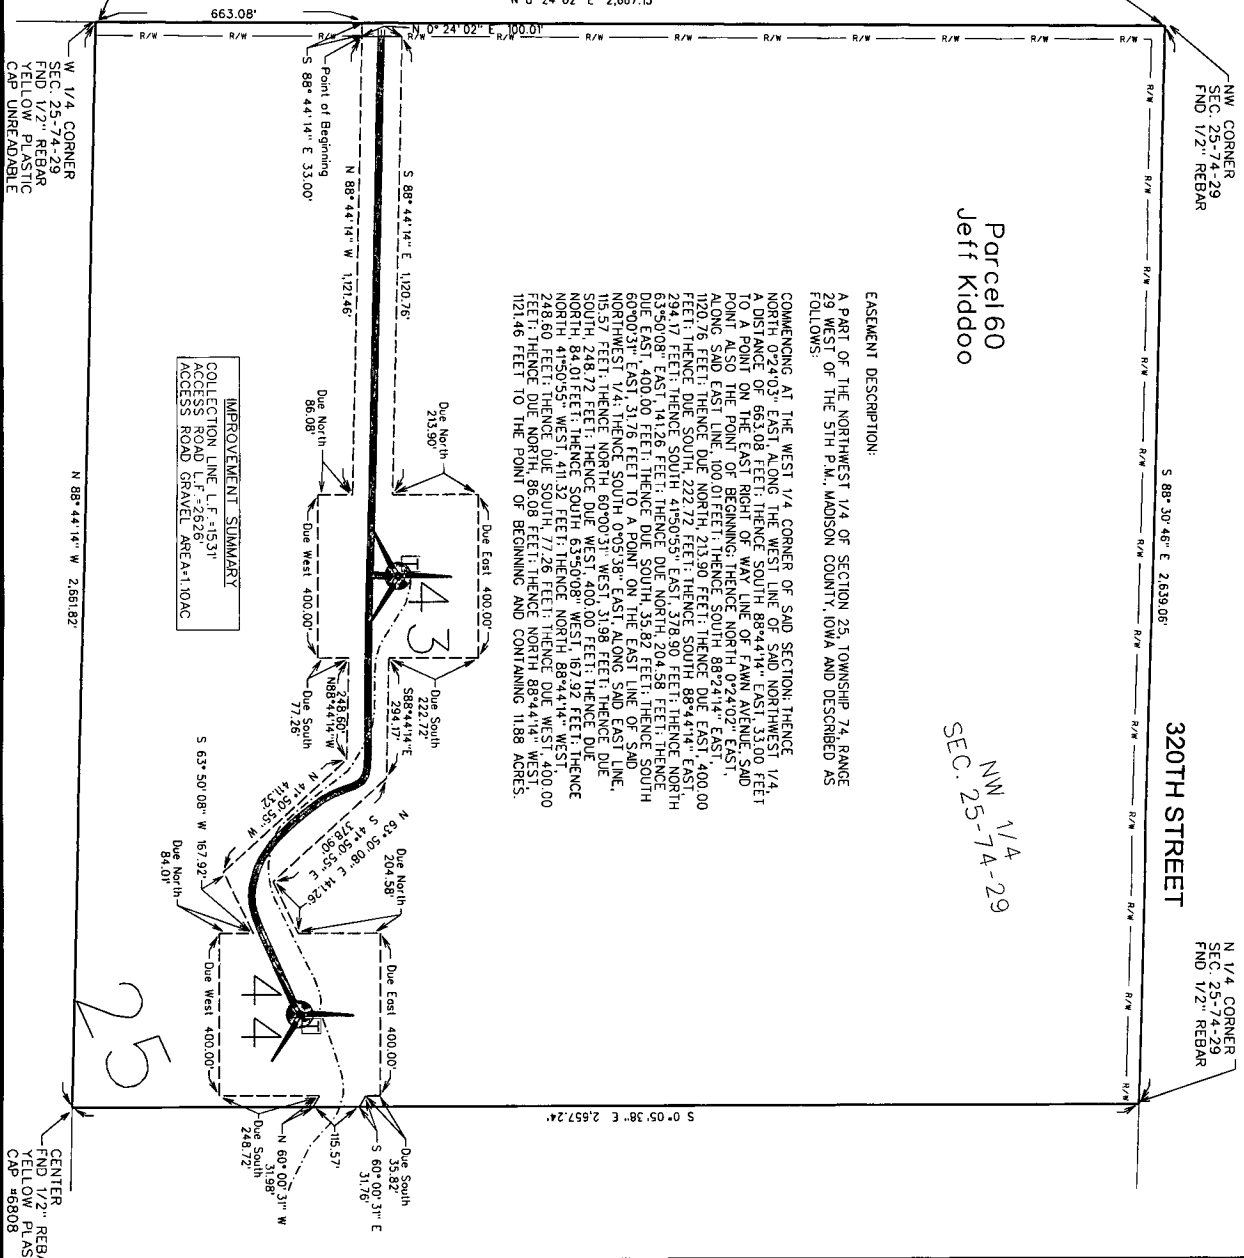 NW CORNER
SEC. 25-74-29
FND 1/2" REBAR
320TH STREET
N 1/4 CORNER
SEC. 25-74-29
FND 1/2" REBAR
S 88° 30' 46" E 2,639.06'
R/W R/W R/W R/W R/W R/W R/W R/W R/W R/W R/W
Parcel 60
Jeff Kiddoo
NW 1/4
SEC. 25-74-29
EASEMENT DESCRIPTION:
A PART OF THE NORTHWEST 1/4 OF SECTION 25, TOWNSHIP 74, RANGE
29 WEST OF THE 5TH P.M., MADISON COUNTY, IOWA AND DESCRIBED AS
FOLLOWS:
COMMENCING AT THE WEST 1/4 CORNER OF SAID SECTION; THENCE
NORTH 0°24'03" EAST, ALONG THE WEST LINE OF SAID NORTHWEST 1/4,
A DISTANCE OF 663.08 FEET; THENCE SOUTH 88°44'14" EAST, 33.00 FEET
TO A POINT ON THE EAST RIGHT OF WAY LINE OF FAWN AVENUE, SAID
POINT ALSO THE POINT OF BEGINNING; THENCE NORTH 0°24'02" EAST,
ALONG SAID EAST LINE, 100.01 FEET; THENCE SOUTH 88°24'14" EAST,
1120.76 FEET; THENCE DUE NORTH, 213.90 FEET; THENCE DUE EAST, 400.00
FEET; THENCE DUE SOUTH, 222.72 FEET; THENCE SOUTH 88°44'14" EAST,
294.17 FEET; THENCE SOUTH 41°50'55" EAST, 378.90 FEET; THENCE NORTH
63°50'08" EAST, 141.26 FEET; THENCE DUE NORTH, 204.58 FEET; THENCE
DUE EAST, 400.00 FEET; THENCE DUE SOUTH, 35.82 FEET; THENCE SOUTH
60°00'31" EAST, 31.76 FEET TO A POINT ON THE EAST LINE OF SAID
NORTHWEST 1/4; THENCE SOUTH 0°05'38" EAST, ALONG SAID EAST LINE,
115.57 FEET; THENCE NORTH 60°00'31" WEST, 31.98 FEET; THENCE DUE
SOUTH, 248.72 FEET; THENCE DUE WEST, 400.00 FEET; THENCE DUE
NORTH, 84.01 FEET; THENCE SOUTH 63°50'08" WEST, 167.92 FEET; THENCE
NORTH 41°50'55" WEST, 411.32 FEET; THENCE NORTH 88°44'14" WEST,
248.60 FEET; THENCE DUE SOUTH, 77.26 FEET; THENCE DUE WEST, 400.00
FEET; THENCE DUE NORTH, 86.08 FEET; THENCE NORTH 88°44'14" WEST,
1121.46 FEET TO THE POINT OF BEGINNING AND CONTAINING 11.88 ACRES.
N 0° 24' 02" E 2,667.15'
663.08'
N 0° 24' 02" E 100.01'
R/W R/W R/W R/W R/W R/W R/W R/W R/W R/W R/W
Point of Beginning
S 88° 44' 14" E 33.00'
S 88° 44' 14" E 1,120.76'
N 88° 44' 14" W 1,121.46'
Due North
213.90'
Due East 400.00'
Due South
222.72'
S88°44'14"E
294.17'
43
Due North
86.08'
Due West 400.00'
Due South
77.26'
248.60'
N88°44'14"W
N 63° 50' 08" E 141.26'
S 41° 50' 55" E
378.90'
N 41° 50' 55" W
411.32'
S 63° 50' 08" W 167.92'
Due North
204.58'
Due East 400.00'
Due South
35.82'
S 60° 00' 31" E
31.76'
115.57'
N 60° 00' 31" W
31.98'
Due South
248.72'
44
Due North
84.01'
Due West 400.00'
S 0° 05' 38" E 2,657.24'
IMPROVEMENT SUMMARY
COLLECTION LINE L.F.=1531'
ACCESS ROAD L.F.=2626'
ACCESS ROAD GRAVEL AREA=1.10AC
25
N 88° 44' 14" W 2,661.82'
W 1/4 CORNER
SEC. 25-74-29
FND 1/2" REBAR
YELLOW PLASTIC
CAP UNREADABLE
CENTER
FND 1/2" REBA
YELLOW PLAS
CAP #6808